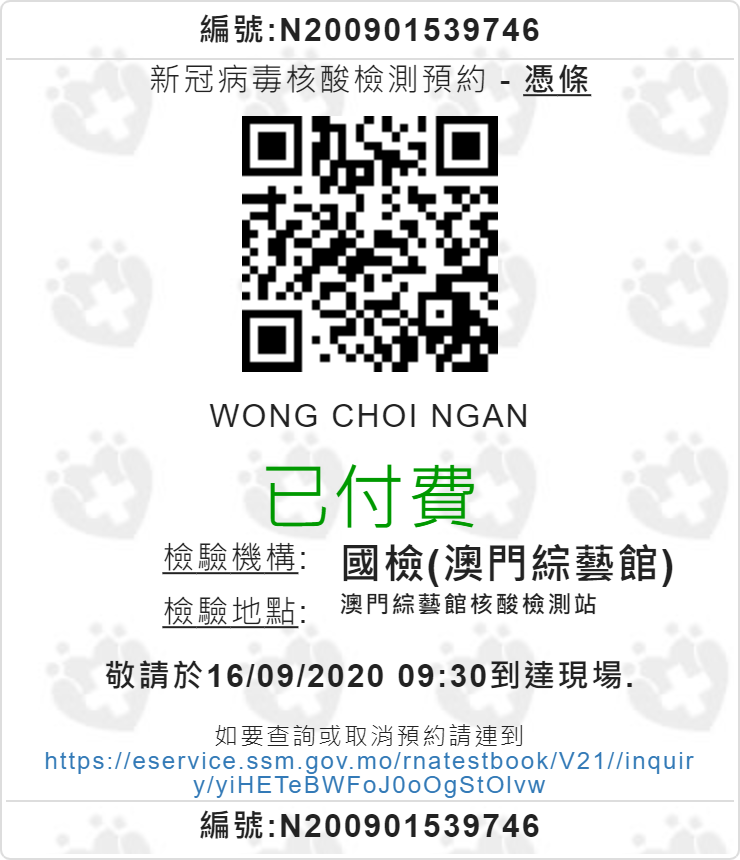 編號:N200901539746
新冠病毒核酸檢測預約 - 憑條
WONG CHOI NGAN
已付費
檢驗機構: 國檢(澳門綜藝館)
檢驗地點: 澳門綜藝館核酸檢測站
敬請於16/09/2020 09:30到達現場.
如要查詢或取消預約請連到
https://eservice.ssm.gov.mo/rnatestbook/V21//inquir
y/yiHETeBWFoJ0oOgStOIvw
編號:N200901539746